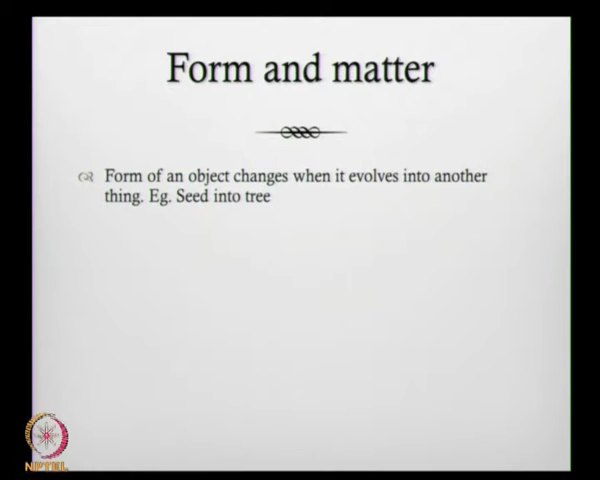 Form and matter
Form of an object changes when it evolves into another
thing. Eg. Seed into tree
NPTEL